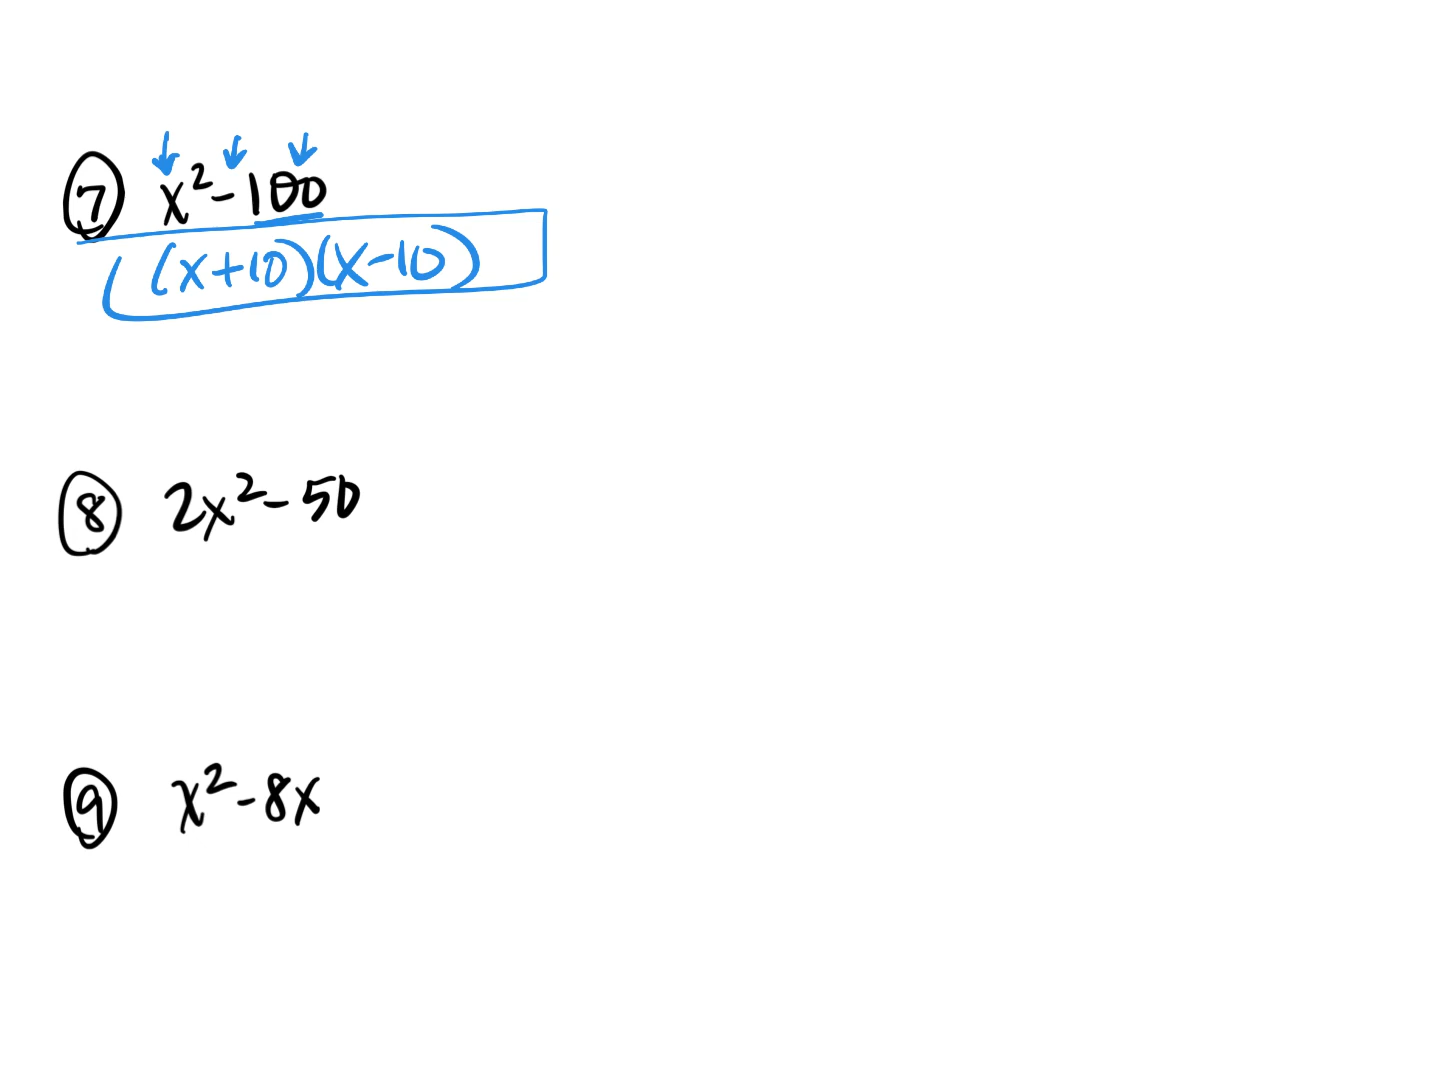 ⑦ x² - 100
(x+10)(x-10)
⑧ 2x² - 50
⑨ x² - 8x